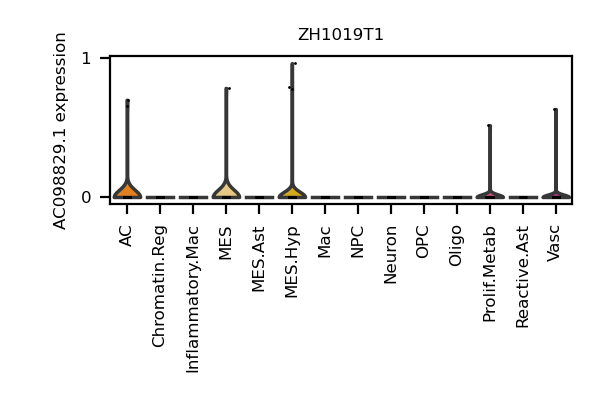 ZH1019T1
AC098829.1 expression
1
0
AC
Chromatin.Reg
Inflammatory.Mac
MES
MES.Ast
MES.Hyp
Mac
NPC
Neuron
OPC
Oligo
Prolif.Metab
Reactive.Ast
Vasc